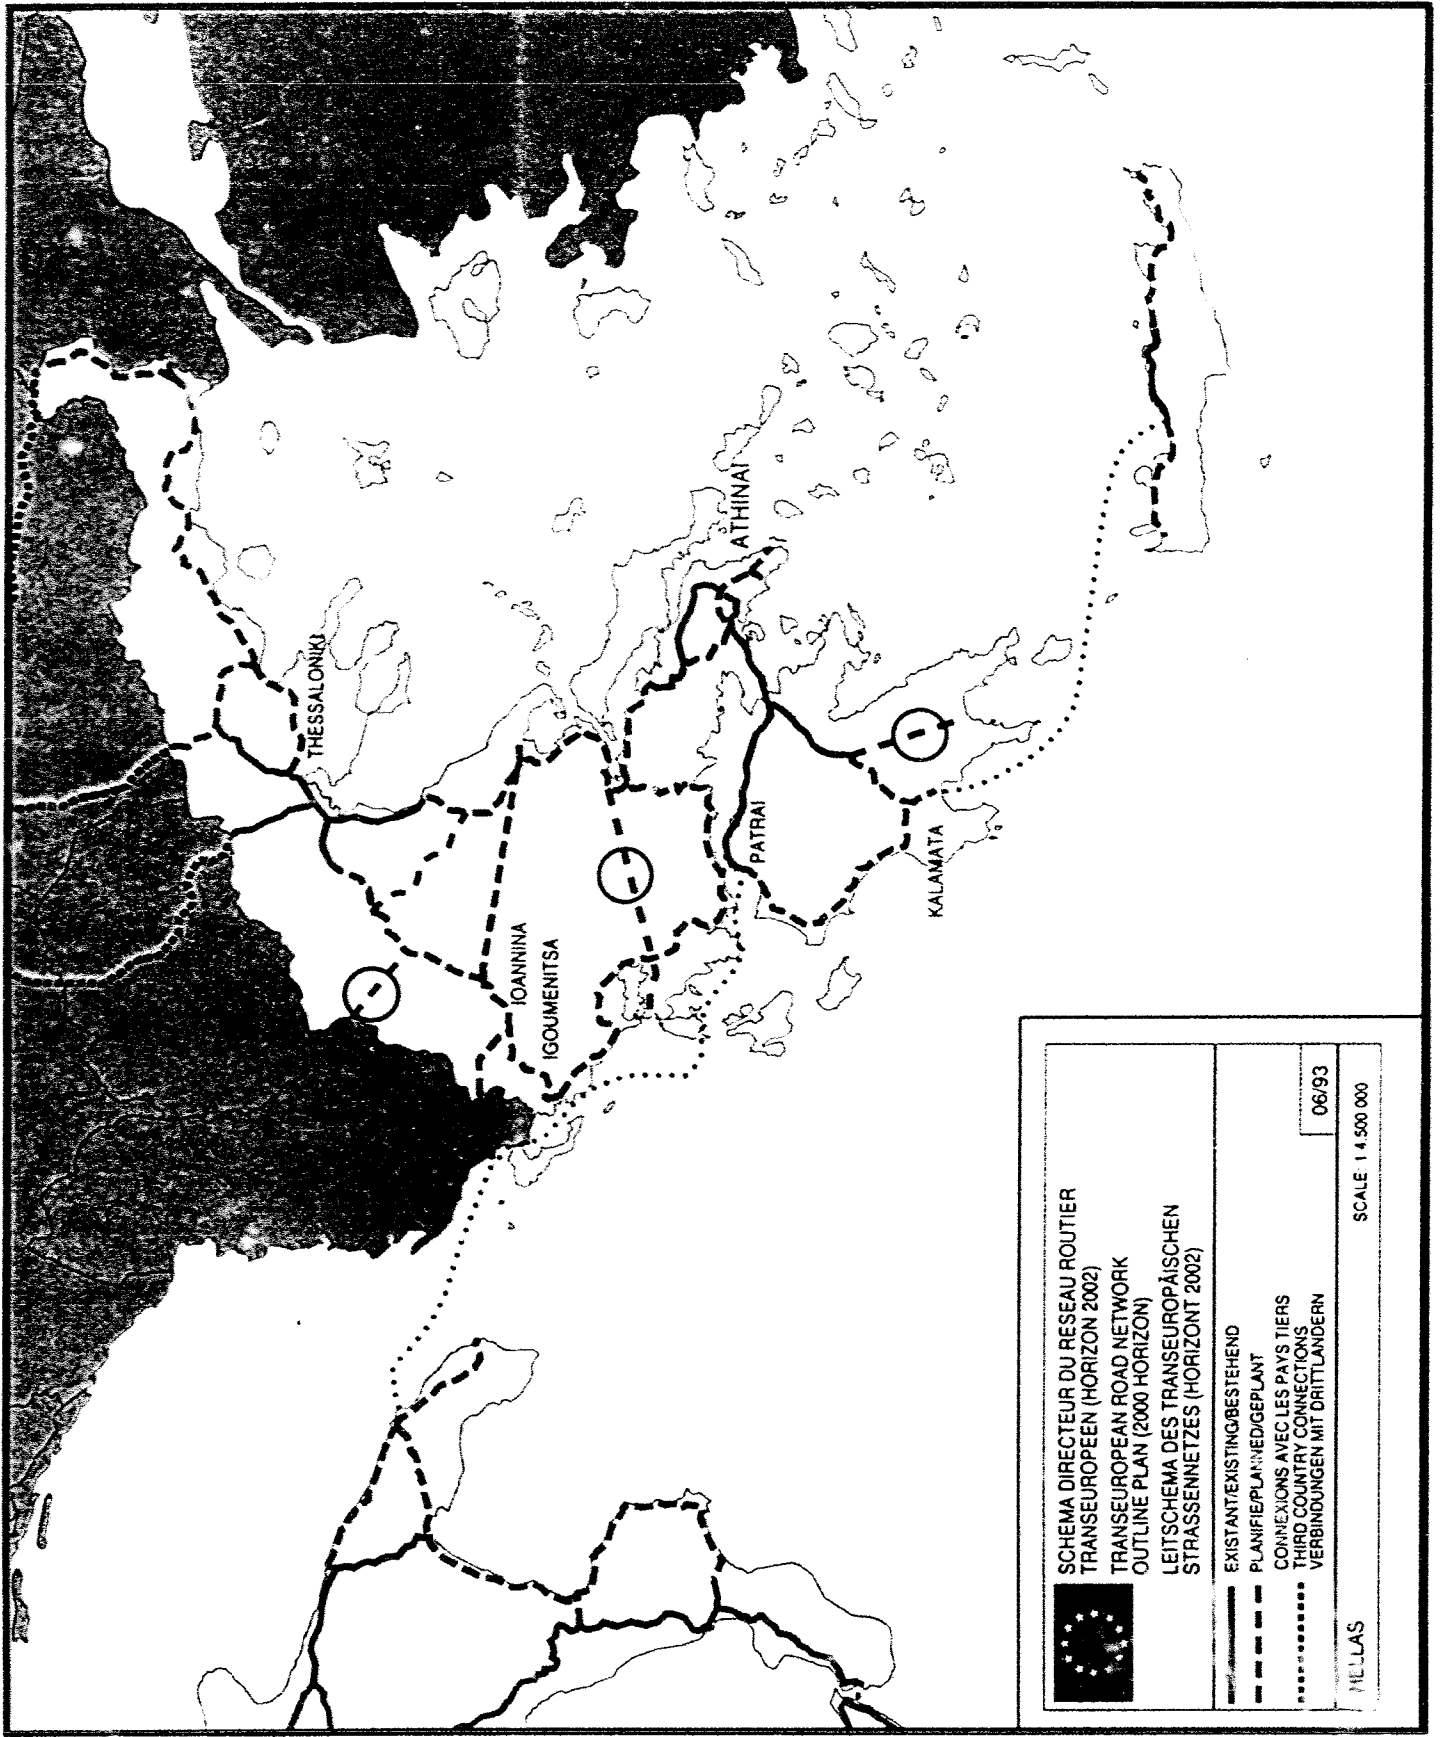 THESSALONIKI
IOANNINA
IGOUMENITSA
ATHINAI
PATRAI
KALAMATA
SCHEMA DIRECTEUR DU RESEAU ROUTIER
TRANSEUROPEEN (HORIZON 2002)
TRANSEUROPEAN ROAD NETWORK
OUTLINE PLAN (2000 HORIZON)
LEITSCHEMA DES TRANSEUROPÄISCHEN
STRASSENNETZES (HORIZONT 2002)
EXISTANT/EXISTING/BESTEHEND
PLANIFIE/PLANNED/GEPLANT
CONNEXIONS AVEC LES PAYS TIERS
THIRD COUNTRY CONNECTIONS
VERBINDUNGEN MIT DRITTLANDERN
06/93
HELLAS
SCALE: 1 4.500 000